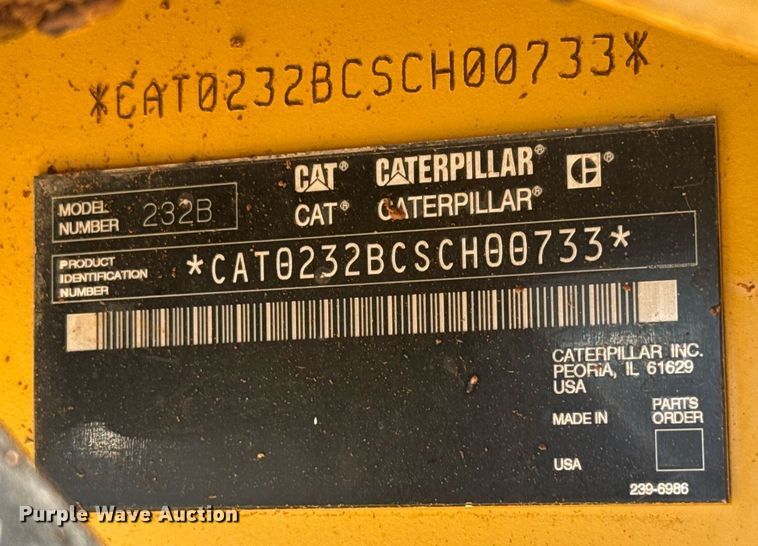 *CAT0232BCSCH00733*
CAT® CATERPILLAR® ®
CAT® CATERPILLAR®
MODEL NUMBER 232B
PRODUCT IDENTIFICATION NUMBER *CAT0232BCSCH00733*
CATERPILLAR INC.
PEORIA, IL 61629
USA
MADE IN
PARTS ORDER
USA
239-6986
Purple Wave Auction